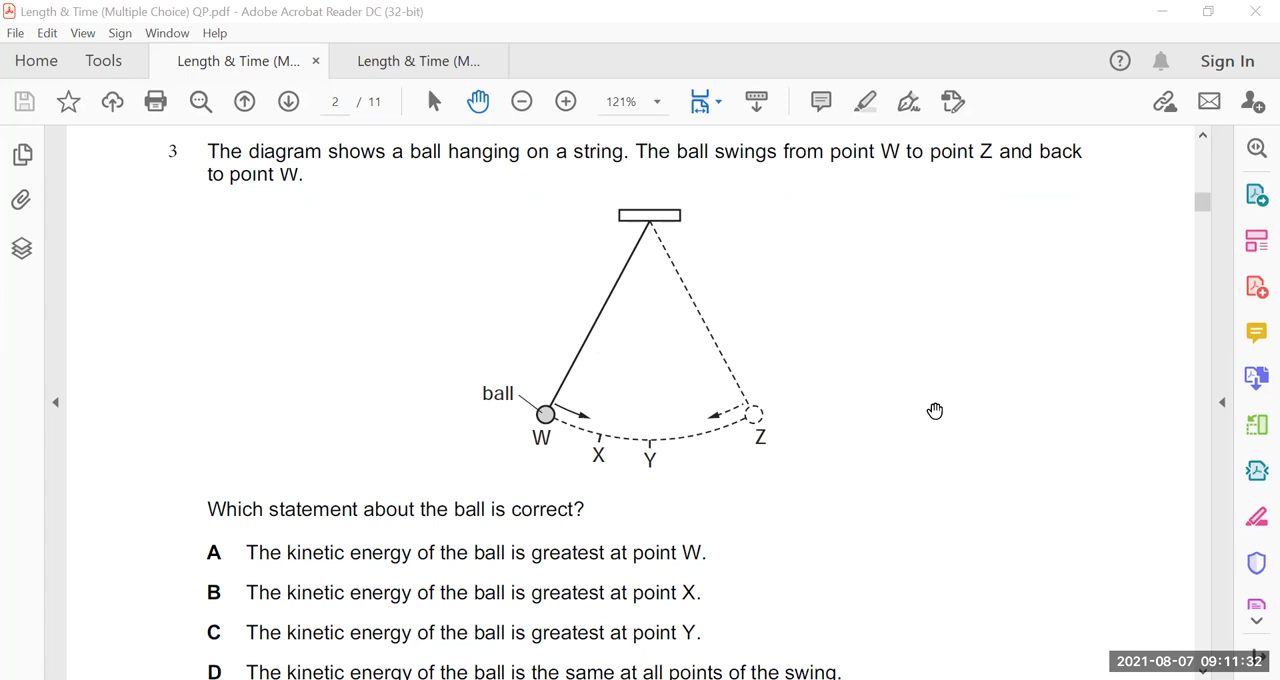 Length & Time (Multiple Choice) QP.pdf - Adobe Acrobat Reader DC (32-bit)
File Edit View Sign Window Help
Home Tools Length & Time (M... × Length & Time (M... Sign In
2 / 11 121%
3 The diagram shows a ball hanging on a string. The ball swings from point W to point Z and back
to point W.
ball
W
X
Y
Z
Which statement about the ball is correct?
A The kinetic energy of the ball is greatest at point W.
B The kinetic energy of the ball is greatest at point X.
C The kinetic energy of the ball is greatest at point Y.
D The kinetic energy of the ball is the same at all points of the swing.
2021-08-07 09:11:32